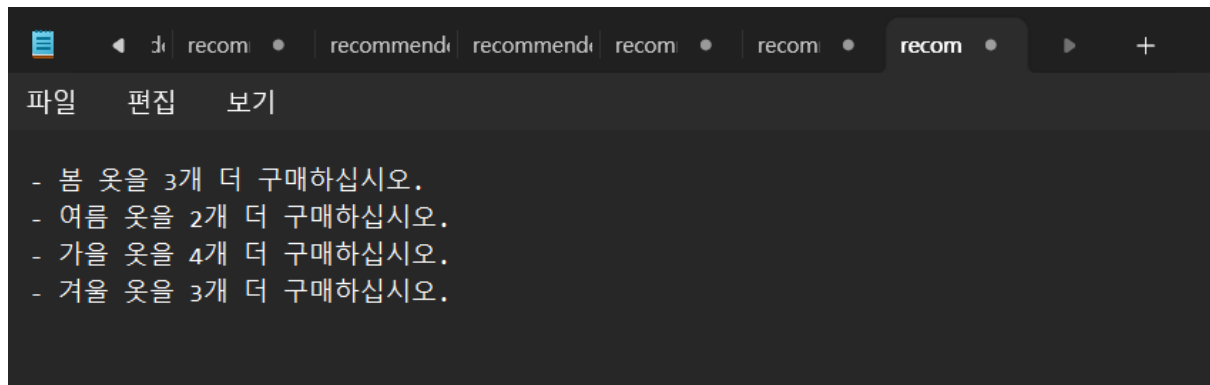 recom
recommend
recommend
recom
recom
recom
파일 편집 보기
- 봄 옷을 3개 더 구매하십시오.
- 여름 옷을 2개 더 구매하십시오.
- 가을 옷을 4개 더 구매하십시오.
- 겨울 옷을 3개 더 구매하십시오.